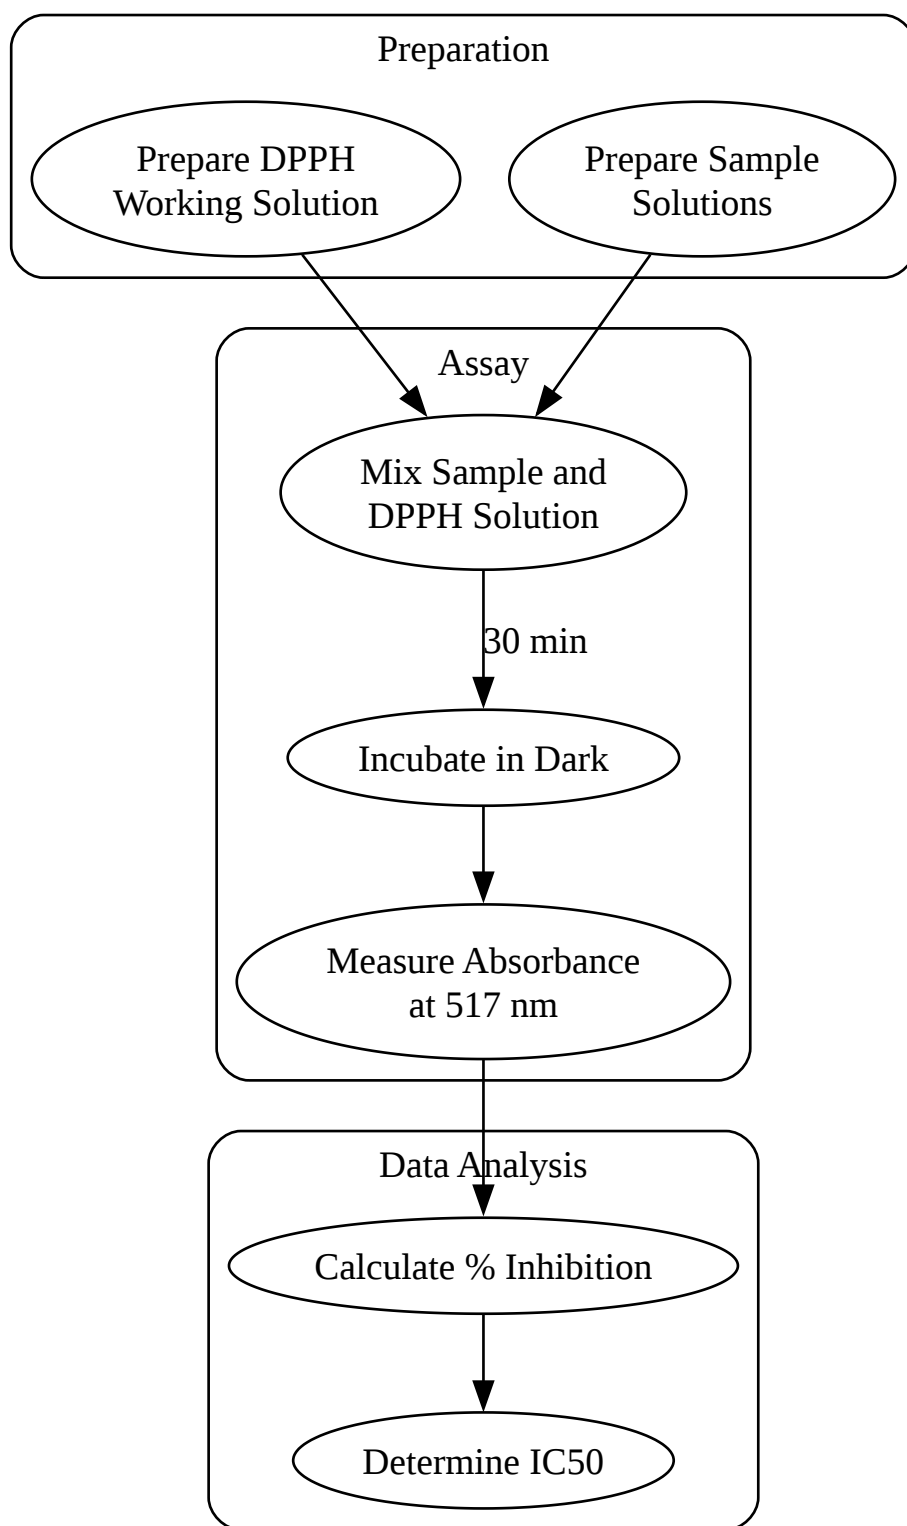 Preparation
Prepare DPPH
Working Solution
Prepare Sample
Solutions
Assay
Mix Sample and
DPPH Solution
30 min
Incubate in Dark
Measure Absorbance
at 517 nm
Data Analysis
Calculate % Inhibition
Determine IC50